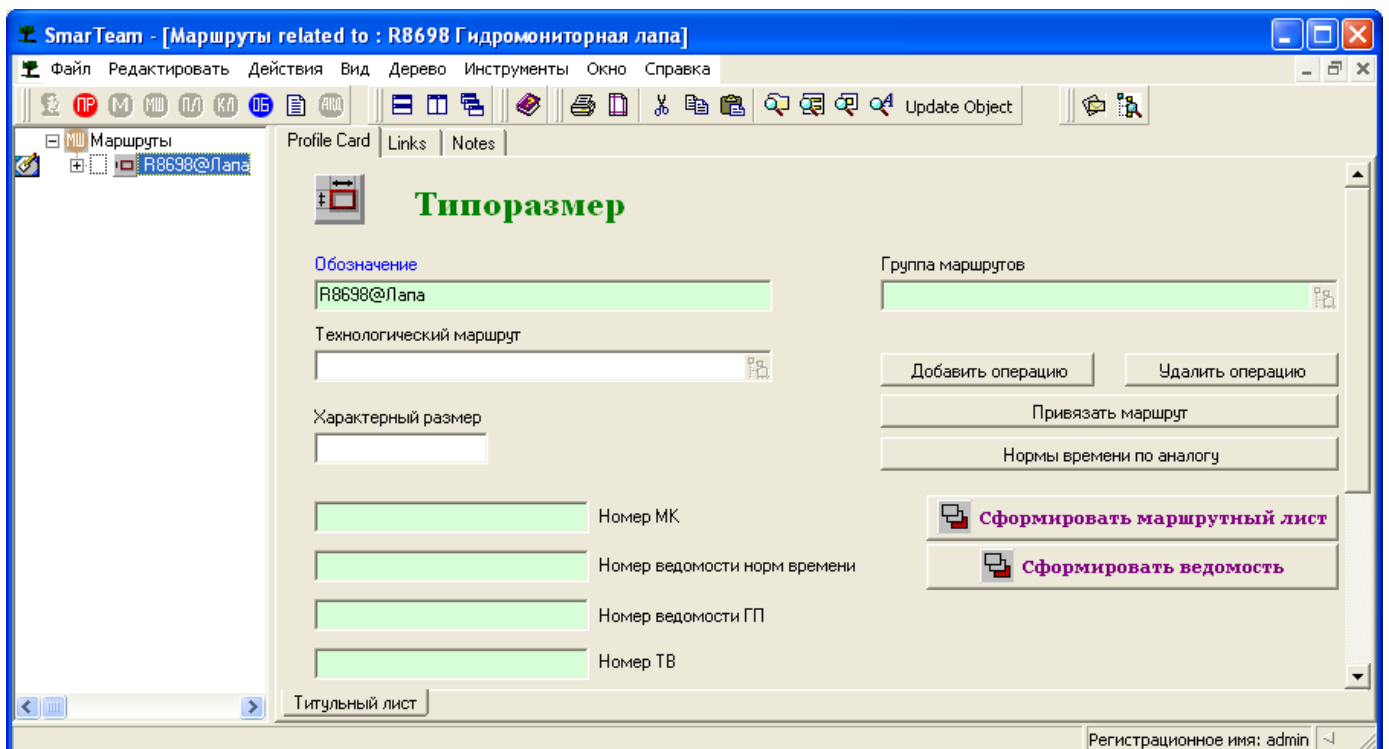 SmarTeam - [Маршруты related to : R8698 Гидромониторная лапа]
Файл Редактировать Действия Вид Дерево Инструменты Окно Справка
ПР М МШ ПЛ КЛ ОБ Update Object
МШ Маршруты
R8698@Лапа
Profile Card Links Notes
Типоразмер
Обозначение Группа маршрутов
R8698@Лапа
Технологический маршрут
Добавить операцию Удалить операцию
Характерный размер Привязать маршрут
Нормы времени по аналогу
Номер МК Сформировать маршрутный лист
Номер ведомости норм времени Сформировать ведомость
Номер ведомости ГП
Номер ТВ
Титульный лист
Регистрационное имя: admin